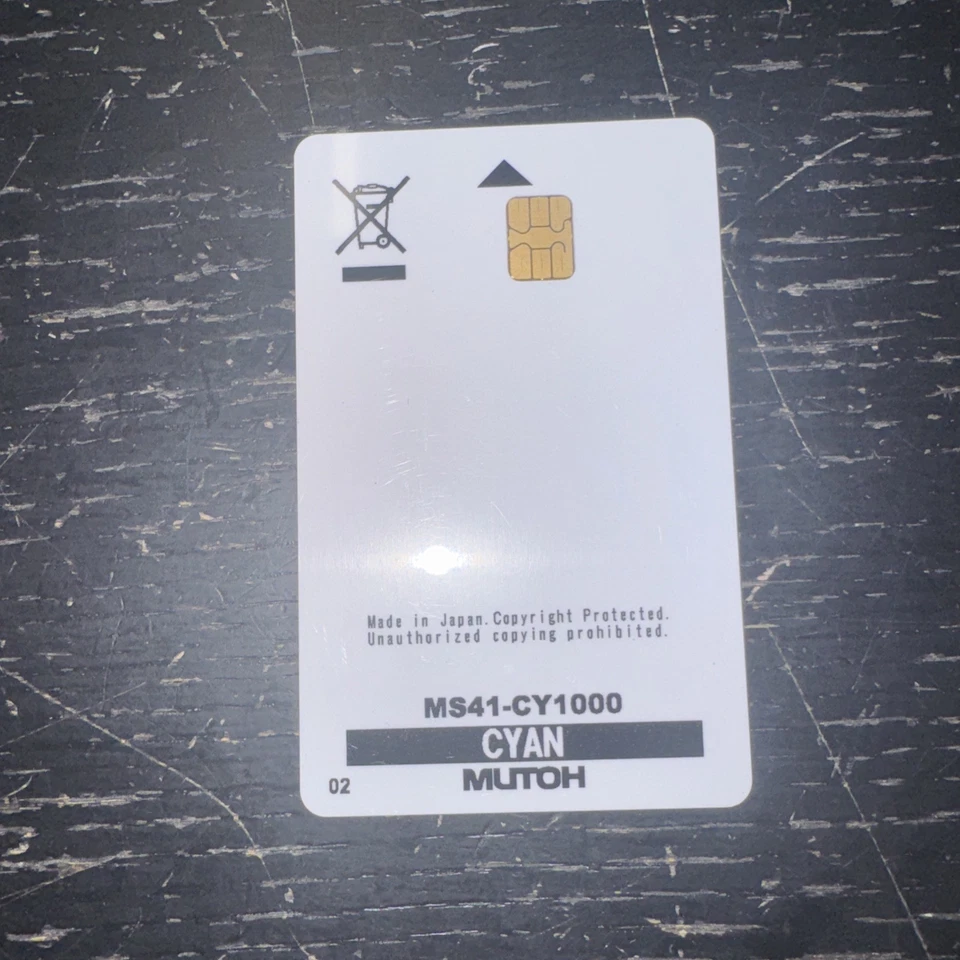 Made in Japan.Copyright Protected.
Unauthorized copying prohibited.
MS41-CY1000
CYAN
02
MUTOH